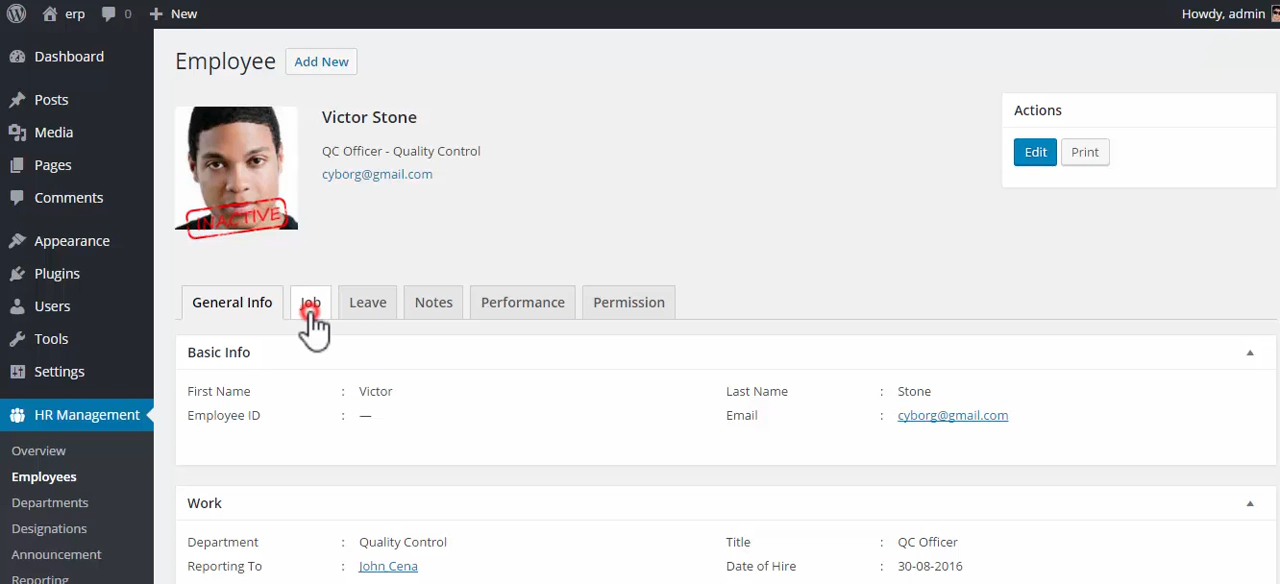 erp 0 New Howdy, admin
Dashboard
Posts
Media
Pages
Comments
Appearance
Plugins
Users
Tools
Settings
HR Management
Overview
Employees
Departments
Designations
Announcement
Reporting
Employee Add New
Victor Stone
QC Officer - Quality Control
cyborg@gmail.com
INACTIVE
Actions
Edit Print
General Info Job Leave Notes Performance Permission
Basic Info
First Name : Victor Last Name : Stone
Employee ID : — Email : cyborg@gmail.com
Work
Department : Quality Control Title : QC Officer
Reporting To : John Cena Date of Hire : 30-08-2016